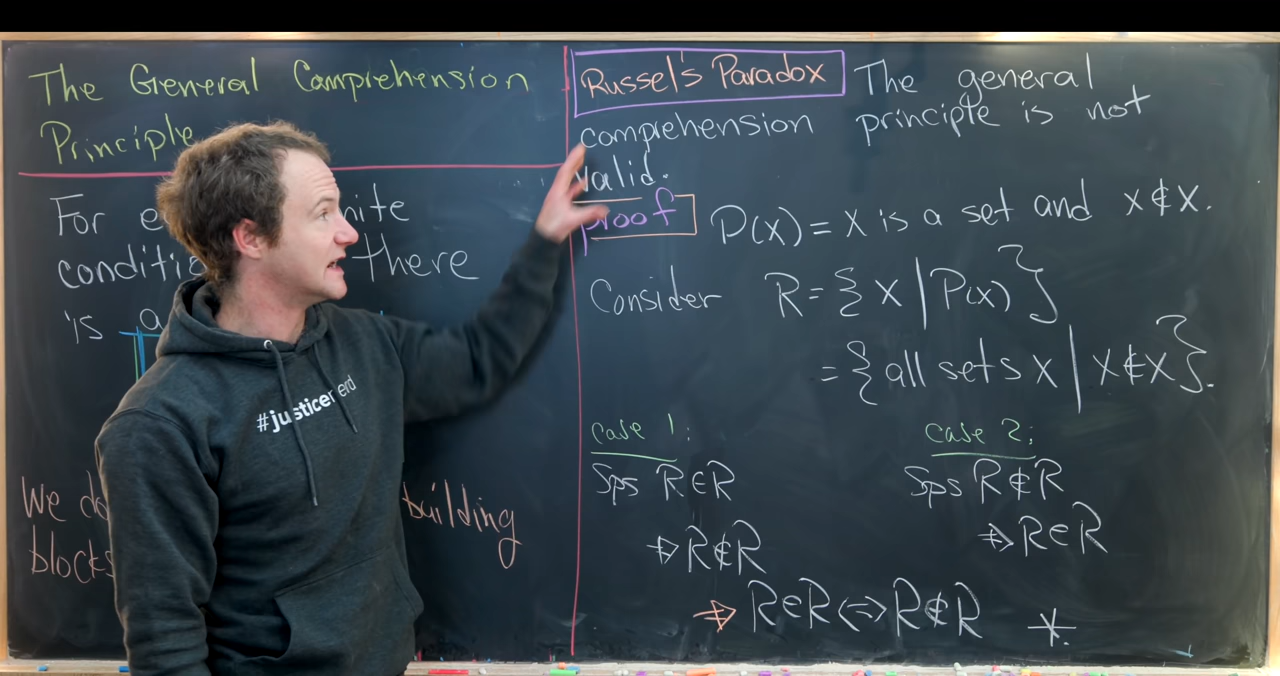 The General Comprehension
Principle
For
conditi there
is a
We building
blocks
Russel's Paradox The general
comprehension principle is not
valid.
proof P(x) = x is a set and x∉x.
Consider R = { x | P(x) }
= { all sets x | x∉x }.
case 1:
Sps R∈R
⇒ R∉R
case 2:
Sps R∉R
⇒ R∈R
⇒ R∈R ⇔ R∉R ※.
#justicenerd